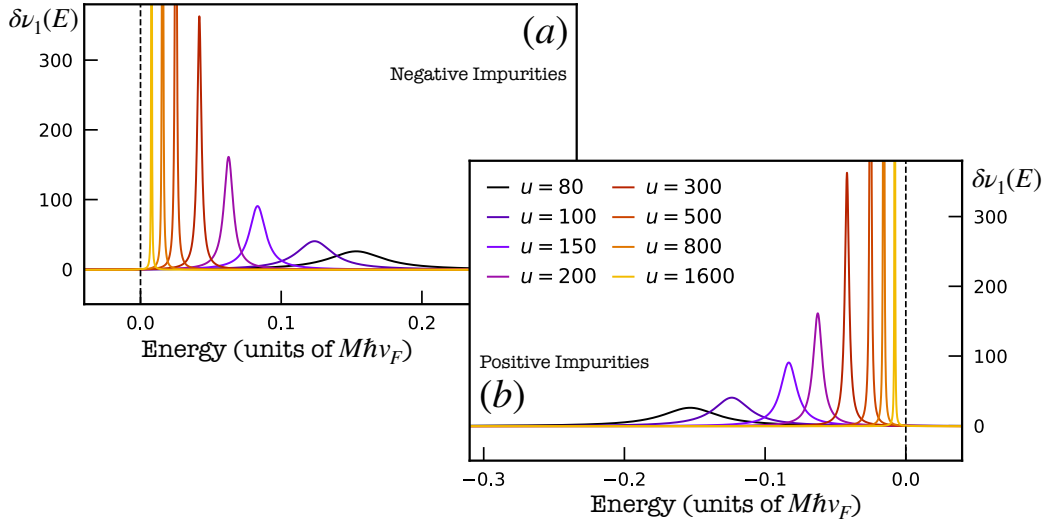 δν₁(E)
(a)
Negative Impurities
300
200
100
0
0.0 0.1 0.2
Energy (units of Mℏv_F)
δν₁(E)
u = 80 u = 300
u = 100 u = 500
u = 150 u = 800
u = 200 u = 1600
300
200
100
0
Positive Impurities
(b)
−0.3 −0.2 −0.1 0.0
Energy (units of Mℏv_F)